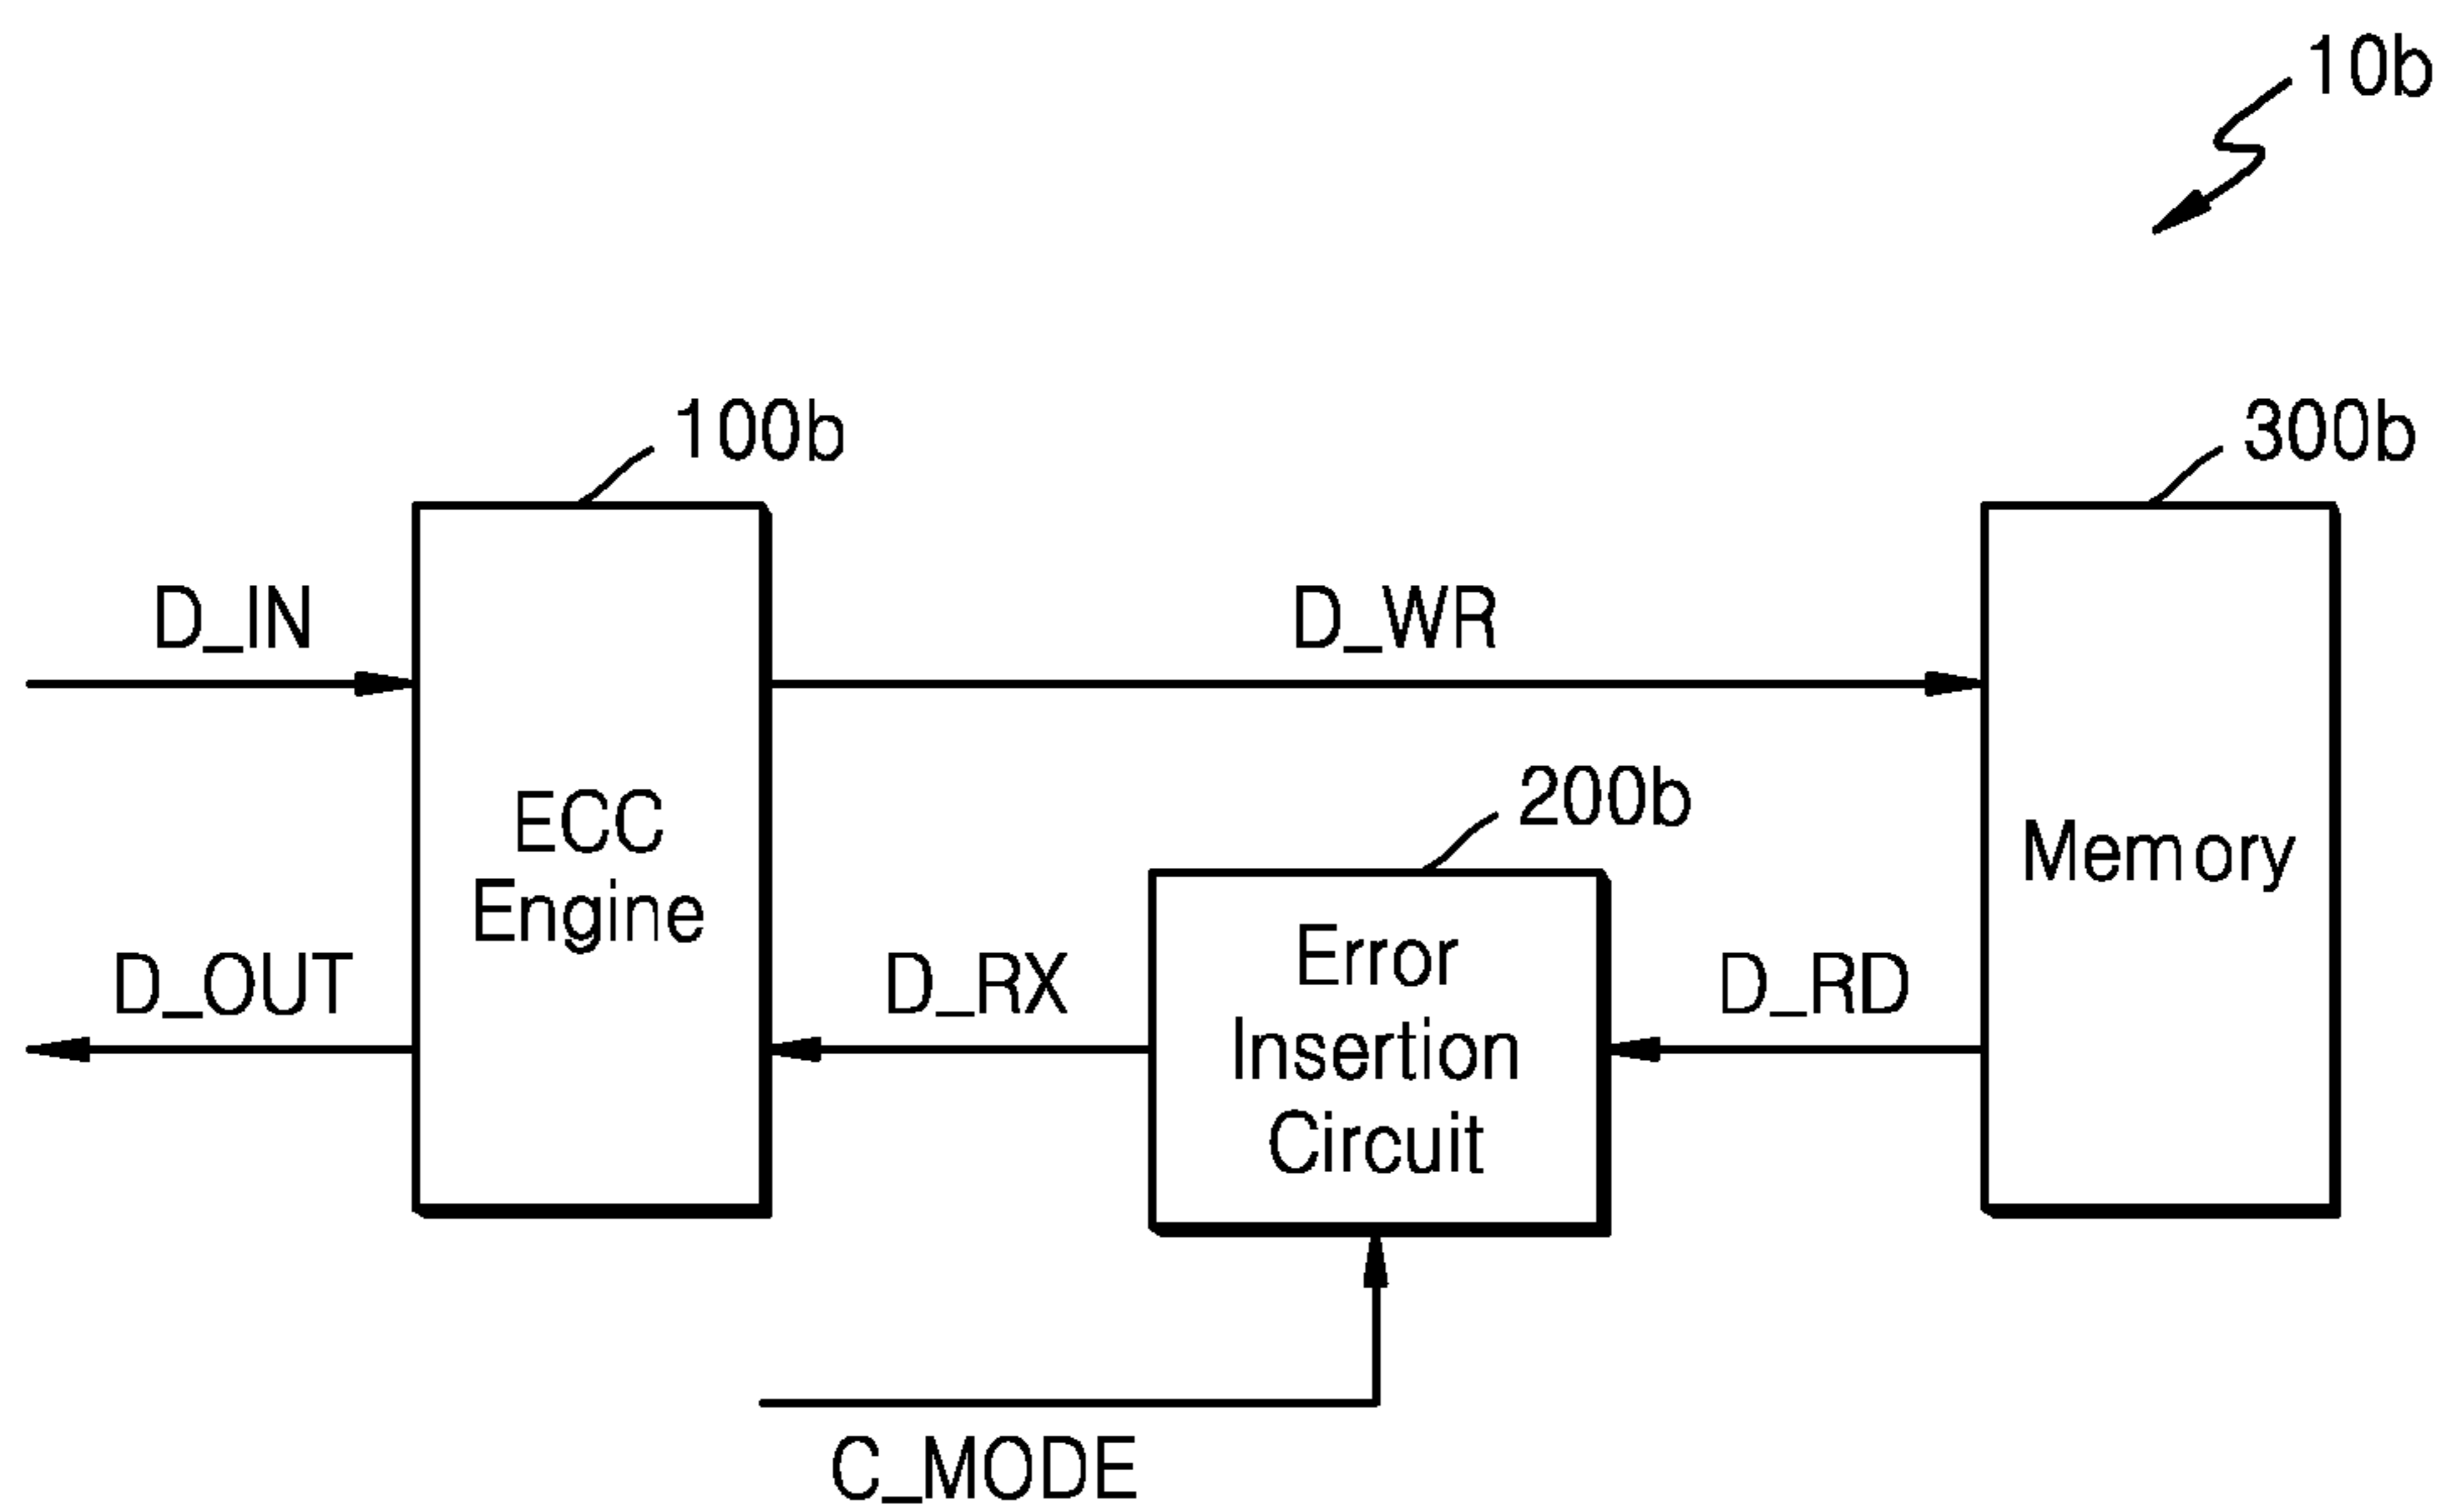 10b
100b
300b
D_IN
D_WR
200b
ECC
Engine
Memory
Error
Insertion
Circuit
D_OUT
D_RX
D_RD
C_MODE